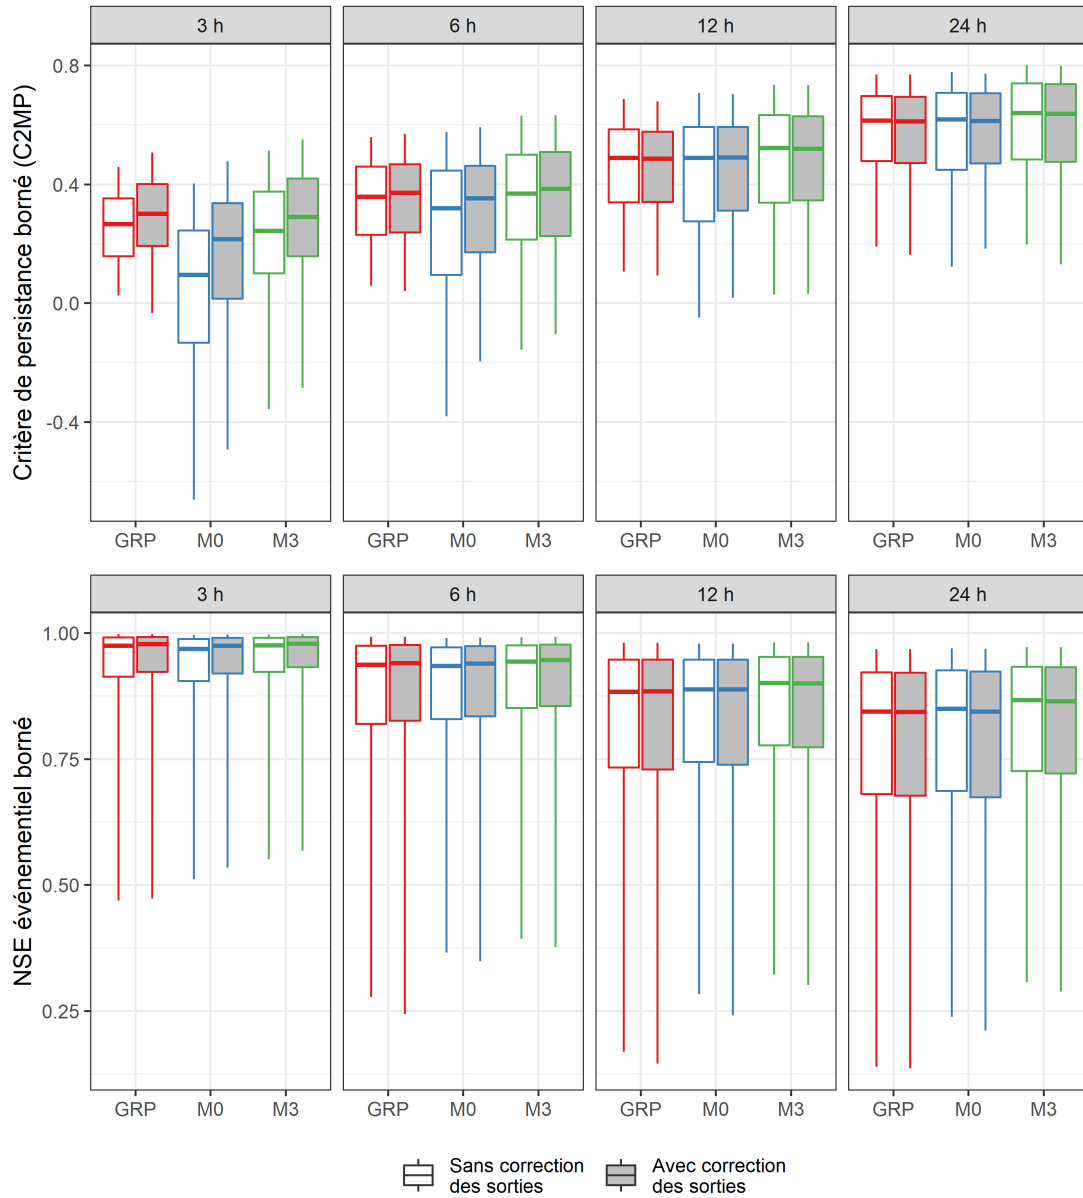 3 h
6 h
12 h
24 h
Critère de persistance borné (C2MP)
0.8
0.4
0.0
-0.4
GRP M0 M3
GRP M0 M3
GRP M0 M3
GRP M0 M3
3 h
6 h
12 h
24 h
NSE événementiel borné
1.00
0.75
0.50
0.25
GRP M0 M3
GRP M0 M3
GRP M0 M3
GRP M0 M3
Sans correction
des sorties
Avec correction
des sorties